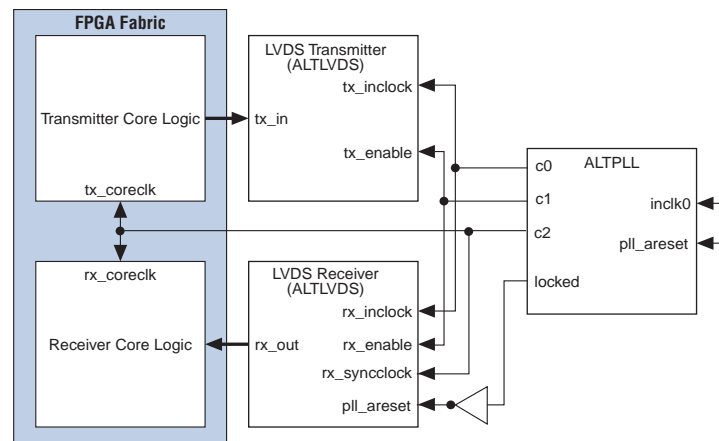 FPGA Fabric
Transmitter Core Logic
tx_coreclk
rx_coreclk
Receiver Core Logic
LVDS Transmitter
(ALTLVDS)
tx_inclock
tx_in
tx_enable
LVDS Receiver
(ALTLVDS)
rx_inclock
rx_out
rx_enable
rx_syncclock
pll_areset
ALTPLL
c0
c1
inclk0
c2
pll_areset
locked